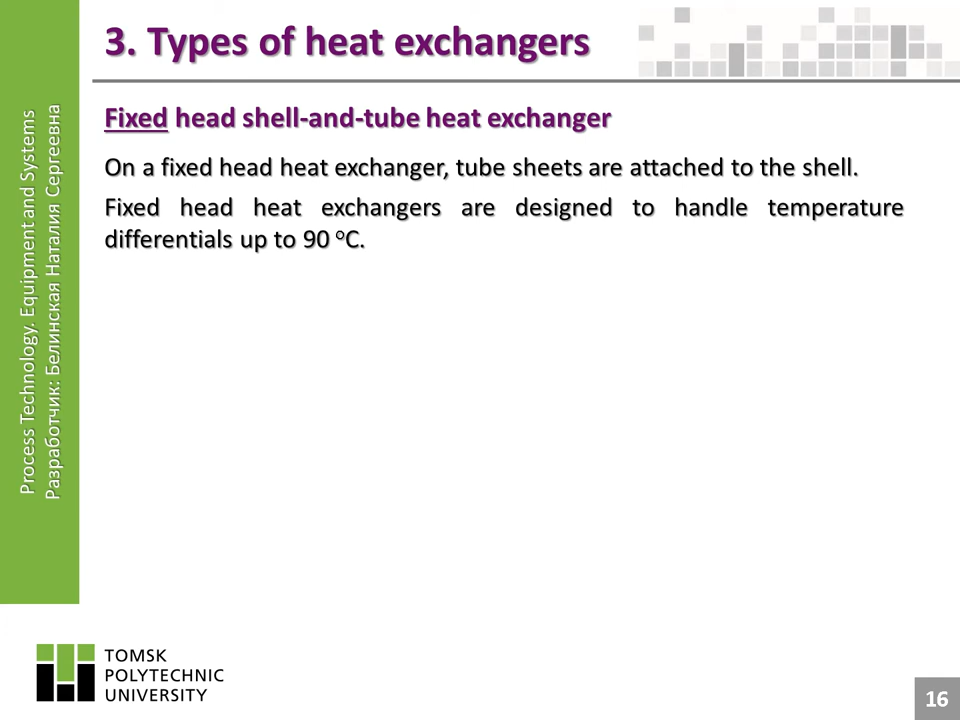 3. Types of heat exchangers
Fixed head shell-and-tube heat exchanger
On a fixed head heat exchanger, tube sheets are attached to the shell.
Fixed head heat exchangers are designed to handle temperature
differentials up to 90 ºC.
Process Technology. Equipment and Systems
Разработчик: Белинская Наталия Сергеевна
TOMSK
POLYTECHNIC
UNIVERSITY
16